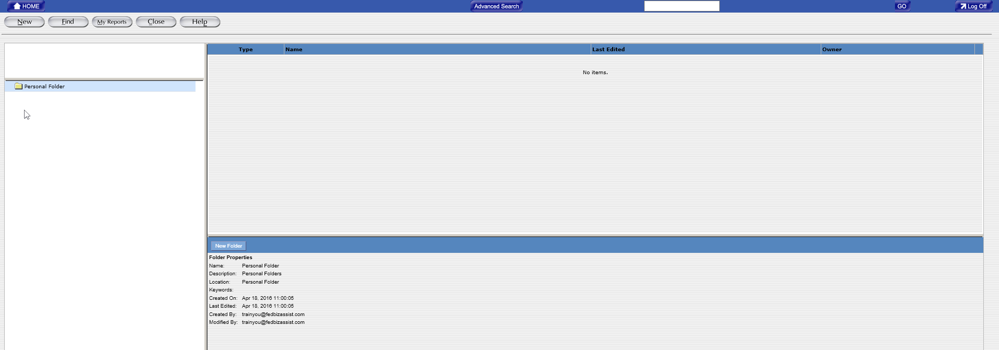 HOME Advanced Search GO Log Off
New Find My Reports Close Help
Type Name Last Edited Owner
No items.
Personal Folder
New Folder
Folder Properties
Name: Personal Folder
Description: Personal Folders
Location: Personal Folder
Keywords:
Created On: Apr 18, 2016 11:00:05
Last Edited: Apr 18, 2016 11:00:05
Created By: trainyou@fedbizassist.com
Modified By: trainyou@fedbizassist.com